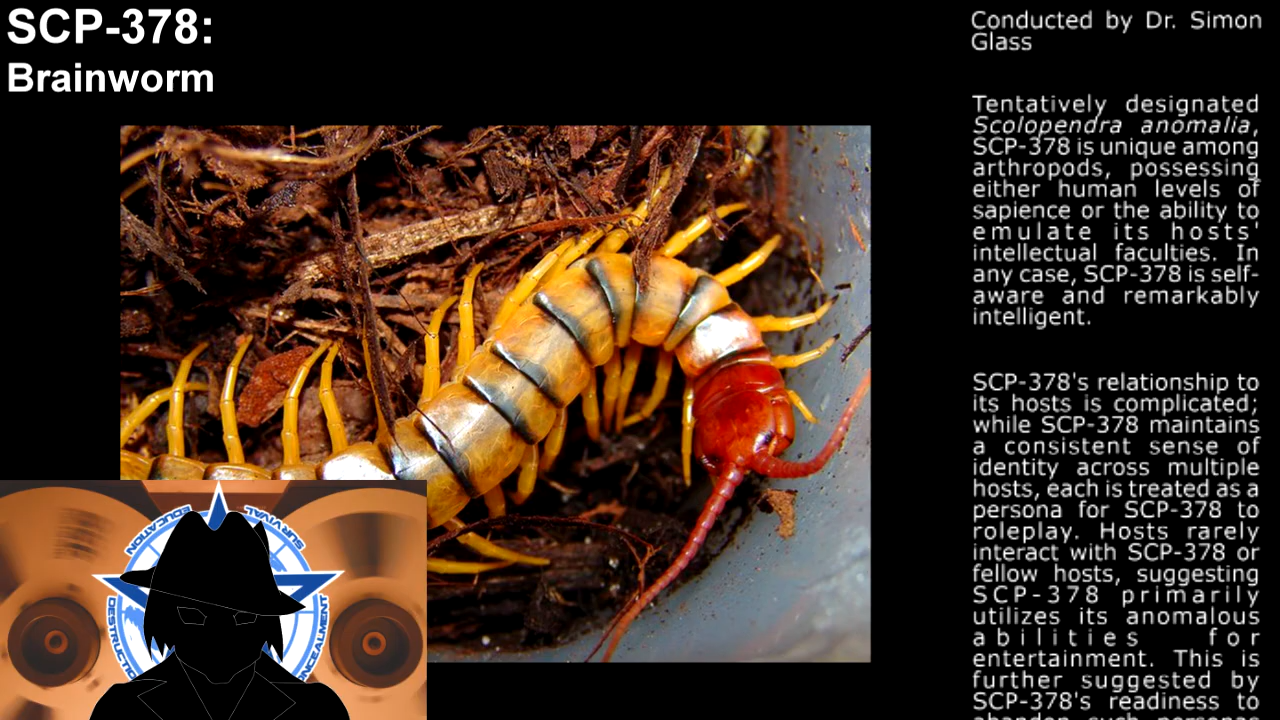 SCP-378:
Brainworm
Conducted by Dr. Simon
Glass
Tentatively designated
Scolopendra anomalia,
SCP-378 is unique among
arthropods, possessing
either human levels of
sapience or the ability to
emulate its hosts'
intellectual faculties. In
any case, SCP-378 is self-
aware and remarkably
intelligent.
SCP-378's relationship to
its hosts is complicated;
while SCP-378 maintains
a consistent sense of
identity across multiple
hosts, each is treated as a
persona for SCP-378 to
roleplay. Hosts rarely
interact with SCP-378 or
fellow hosts, suggesting
SCP-378 primarily
utilizes its anomalous
abilities for
entertainment. This is
further suggested by
SCP-378's readiness to
EDUCATION
SURVIVAL